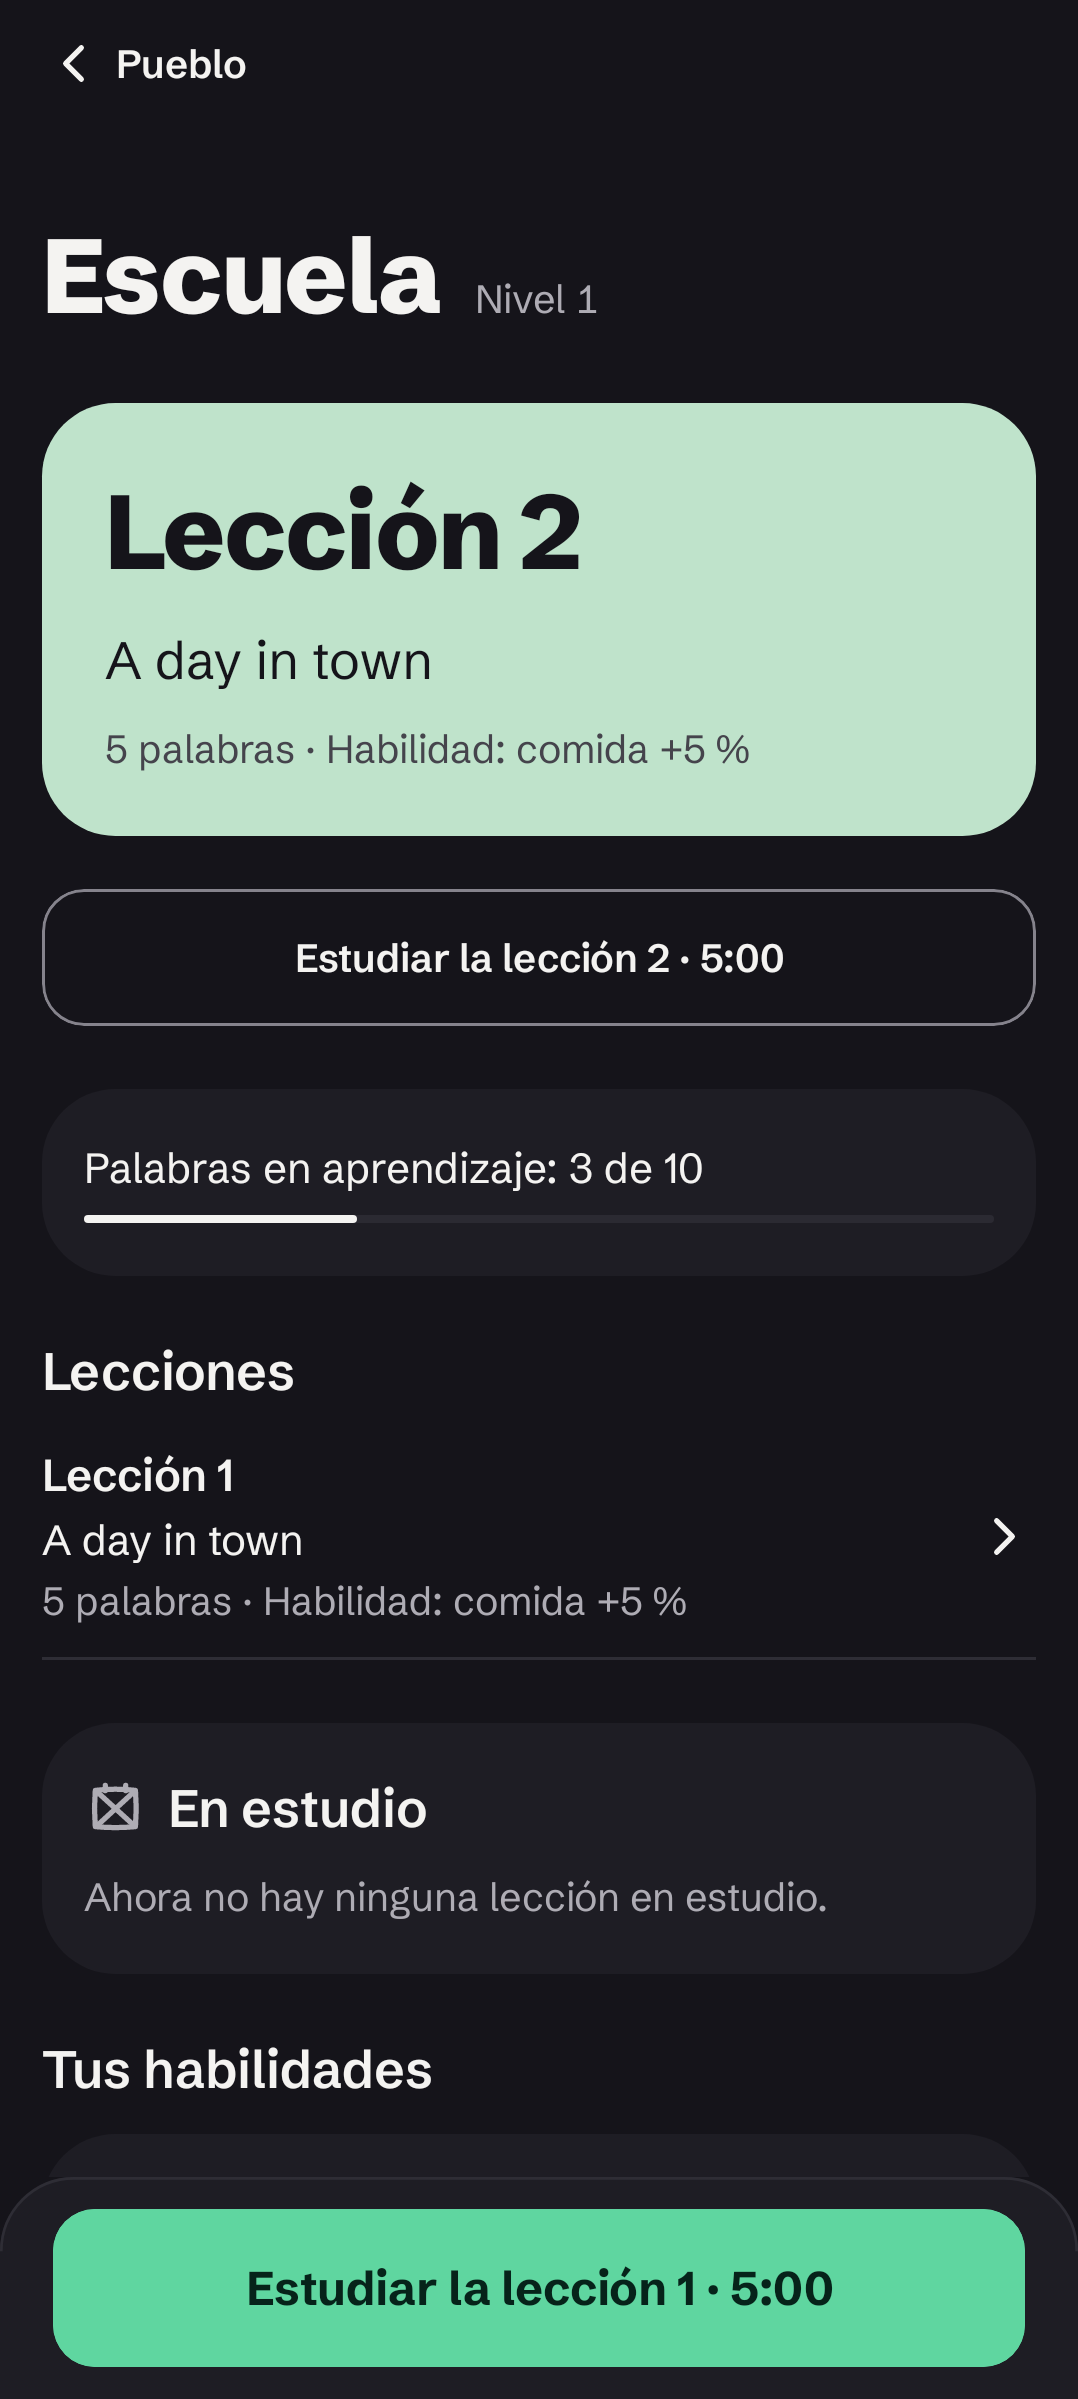 Pueblo
Escuela Nivel 1
Lección 2
A day in town
5 palabras · Habilidad: comida +5 %
Estudiar la lección 2 · 5:00
Palabras en aprendizaje: 3 de 10
Lecciones
Lección 1
A day in town
5 palabras · Habilidad: comida +5 %
En estudio
Ahora no hay ninguna lección en estudio.
Tus habilidades
Estudiar la lección 1 · 5:00